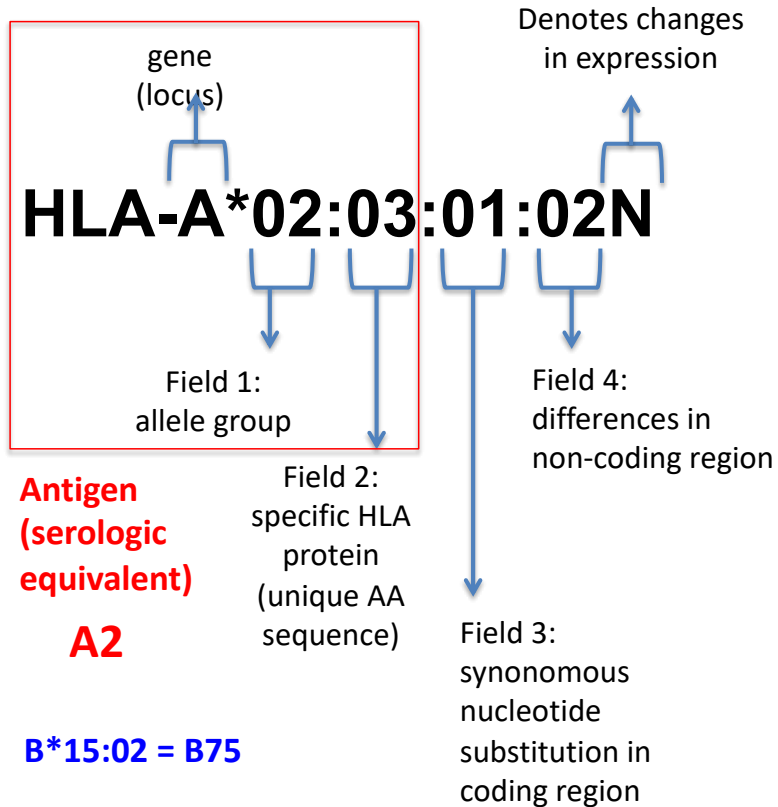 gene
(locus)
Denotes changes
in expression
HLA-A*02:03:01:02N
Field 1:
allele group
Field 4:
differences in
non-coding region
Antigen
(serologic
equivalent)
A2
Field 2:
specific HLA
protein
(unique AA
sequence)
Field 3:
synonomous
nucleotide
substitution in
coding region
B*15:02 = B75